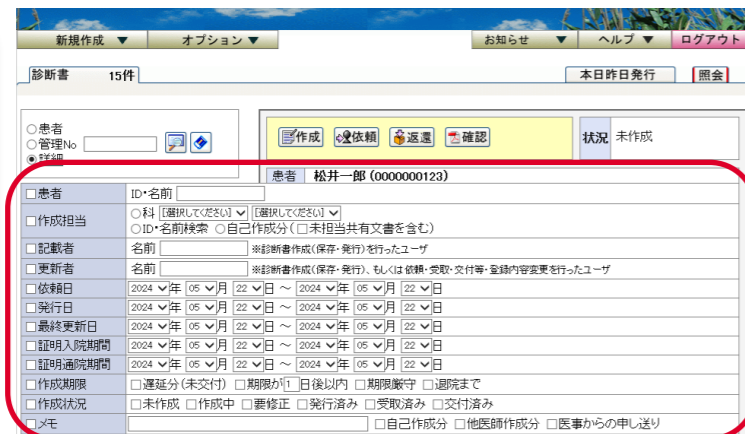 新規作成 ▼ オプション ▼ お知らせ ▼ ヘルプ ▼ ログアウト
診断書 15件 本日昨日発行 照会
○患者
○管理No
◉詳細
作成 依頼 返還 確認 状況 未作成
患者 松井一郎 (0000000123)
□患者 ID・名前
□作成担当 ○科 [選択してください] [選択してください]
○ID・名前検索 ○自己作成分(□未担当共有文書を含む)
□記載者 名前 ※診断書作成(保存・発行)を行ったユーザ
□更新者 名前 ※診断書作成(保存・発行)、もしくは依頼・受取・交付等・登録内容変更を行ったユーザ
□依頼日 2024 年 05 月 22 日 ～ 2024 年 05 月 22 日
□発行日 2024 年 05 月 22 日 ～ 2024 年 05 月 22 日
□最終更新日 2024 年 05 月 22 日 ～ 2024 年 05 月 22 日
□証明入院期間 2024 年 05 月 22 日 ～ 2024 年 05 月 22 日
□証明通院期間 2024 年 05 月 22 日 ～ 2024 年 05 月 22 日
□作成期限 □遅延分(未交付) □期限が 1 日後以内 □期限厳守 □退院まで
□作成状況 □未作成 □作成中 □要修正 □発行済み □受取済み □交付済み
□メモ □自己作成分 □他医師作成分 □医事からの申し送り